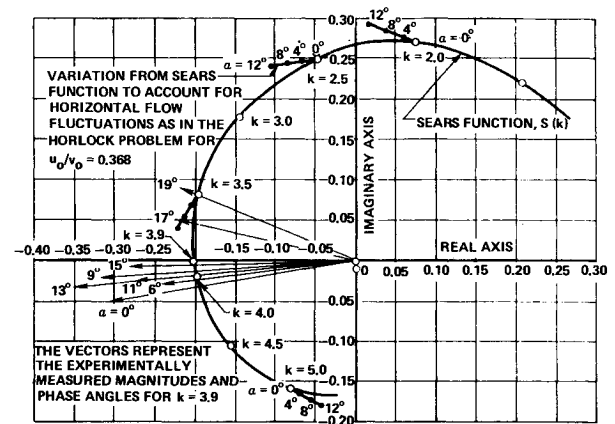 0.30
12°
8°
4°
α = 0°
α = 12°
8°
4°
0°
k = 2.5
k = 2.0
0.25
VARIATION FROM SEARS
FUNCTION TO ACCOUNT FOR
HORIZONTAL FLOW
FLUCTUATIONS AS IN THE
HORLOCK PROBLEM FOR
u₀/v₀ = 0.368
0.20
k = 3.0
SEARS FUNCTION, S (k)
0.15
IMAGINARY AXIS
19°
k = 3.5
0.10
17°
0.05
k = 3.9
REAL AXIS
−0.40 −0.35 −0.30 −0.25 −0.15 −0.10 −0.05 0 0.05 0.10 0.15 0.20 0.25 0.30
15°
9°
13°
11°
6°
α = 0°
0.05
k = 4.0
0.10
k = 4.5
THE VECTORS REPRESENT
THE EXPERIMENTALLY
MEASURED MAGNITUDES AND
PHASE ANGLES FOR k = 3.9
k = 5.0
−0.15
α = 0°
4°
8°
12°
0.20